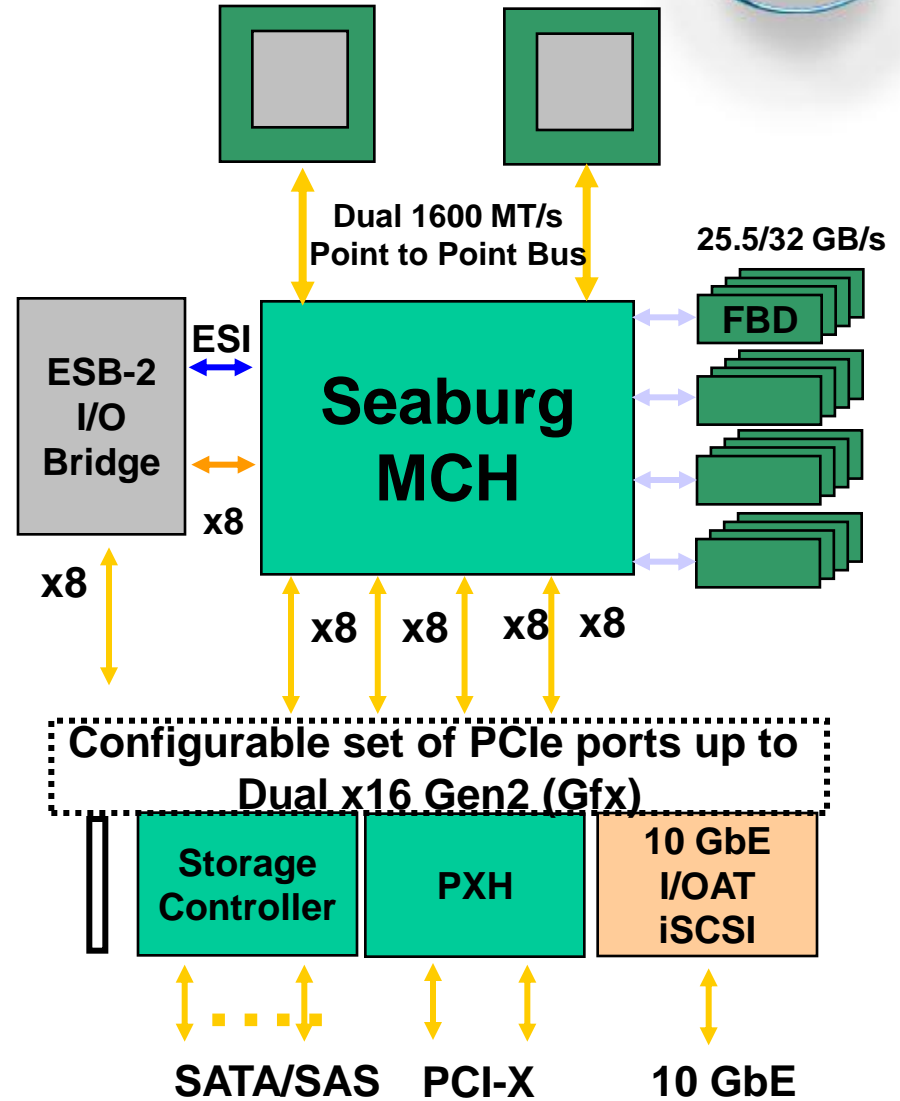 Dual 1600 MT/s
Point to Point Bus
25.5/32 GB/s
FBD
ESI
ESB-2
I/O
Bridge
Seaburg
MCH
x8
x8
x8
x8
x8
x8
Configurable set of PCIe ports up to
Dual x16 Gen2 (Gfx)
Storage
Controller
PXH
10 GbE
I/OAT
iSCSI
SATA/SAS
PCI-X
10 GbE